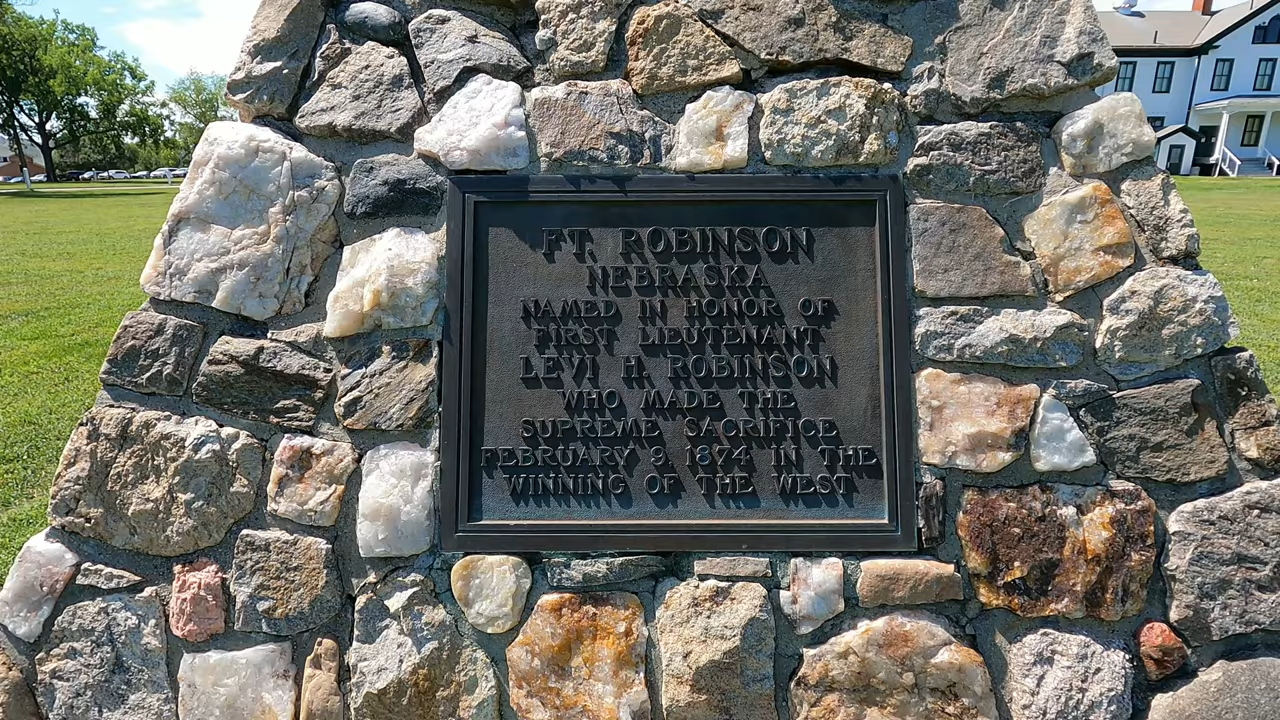 FT. ROBINSON
NEBRASKA
NAMED IN HONOR OF
FIRST LIEUTENANT
LEVI H. ROBINSON
WHO MADE THE
SUPREME SACRIFICE
FEBRUARY 9, 1874 IN THE
WINNING OF THE WEST